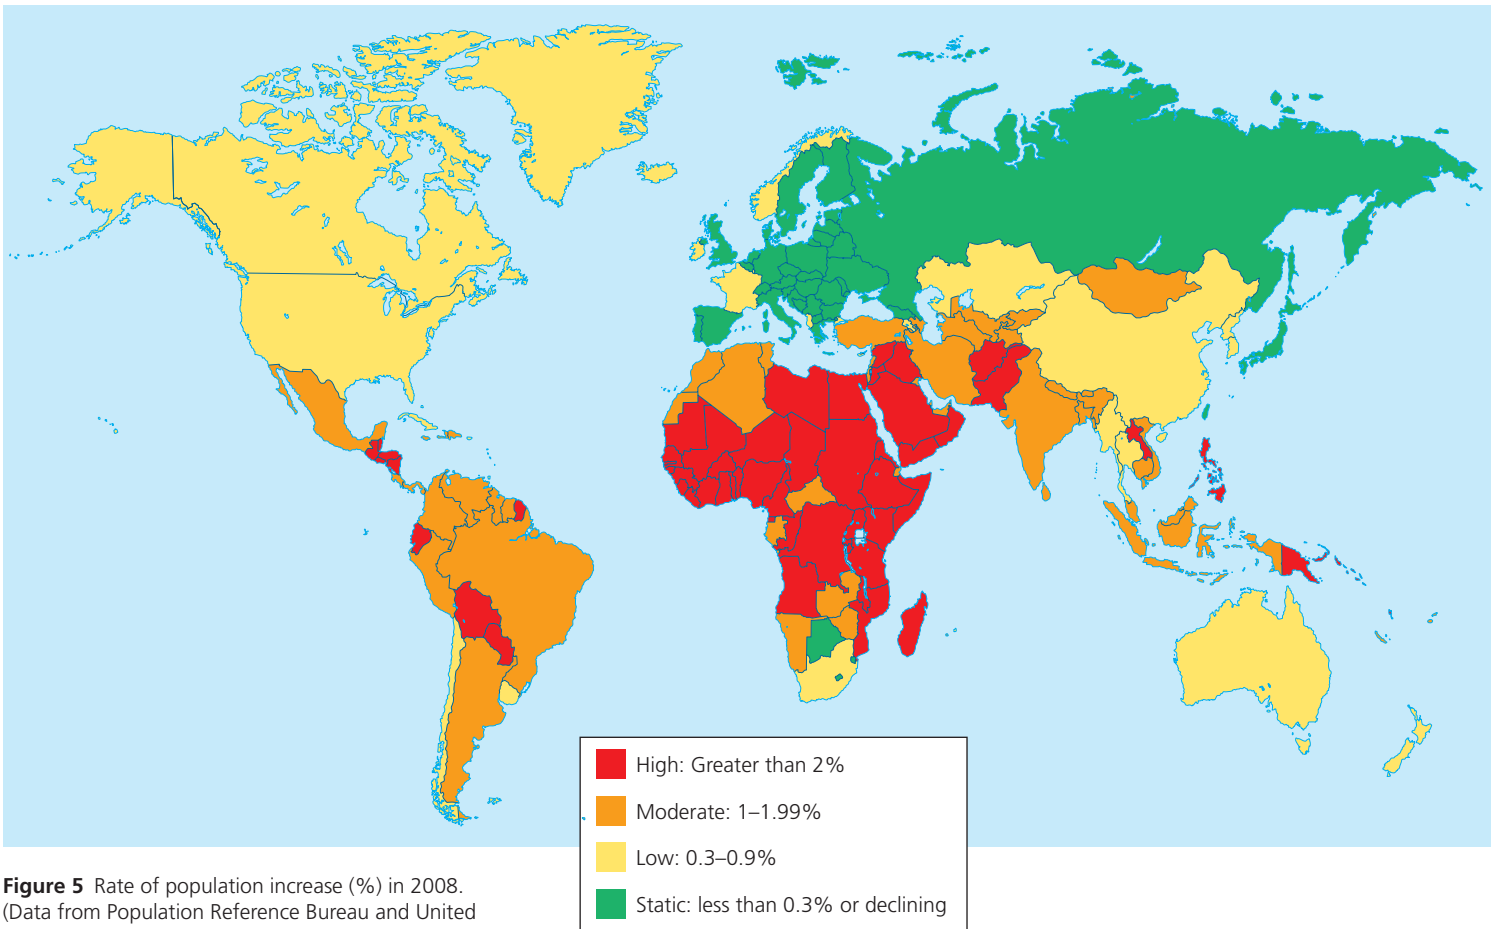 High: Greater than 2%
Moderate: 1–1.99%
Low: 0.3–0.9%
Static: less than 0.3% or declining
Figure 5 Rate of population increase (%) in 2008.
(Data from Population Reference Bureau and United